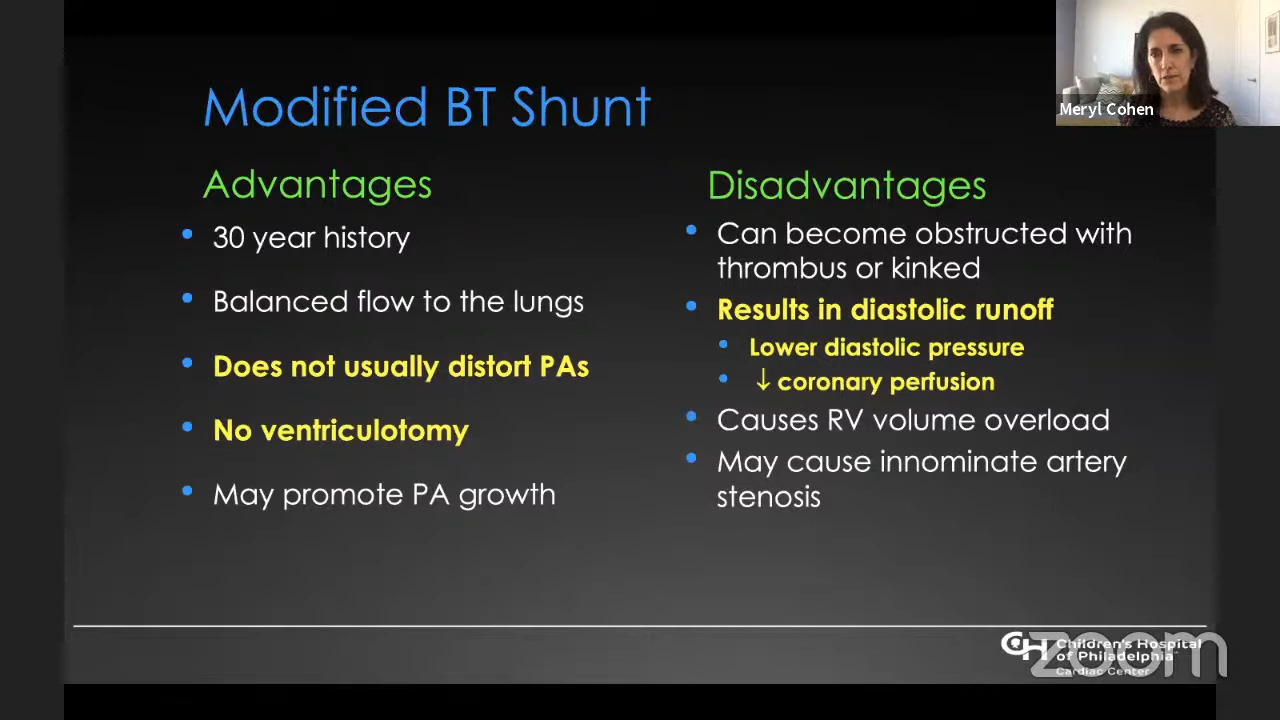 Meryl Cohen
Modified BT Shunt
Advantages
• 30 year history
• Balanced flow to the lungs
• Does not usually distort PAs
• No ventriculotomy
• May promote PA growth
Disadvantages
• Can become obstructed with
thrombus or kinked
• Results in diastolic runoff
• Lower diastolic pressure
• ↓ coronary perfusion
• Causes RV volume overload
• May cause innominate artery
stenosis
CH Children's Hospital
of Philadelphia
Cardiac Center
zoom